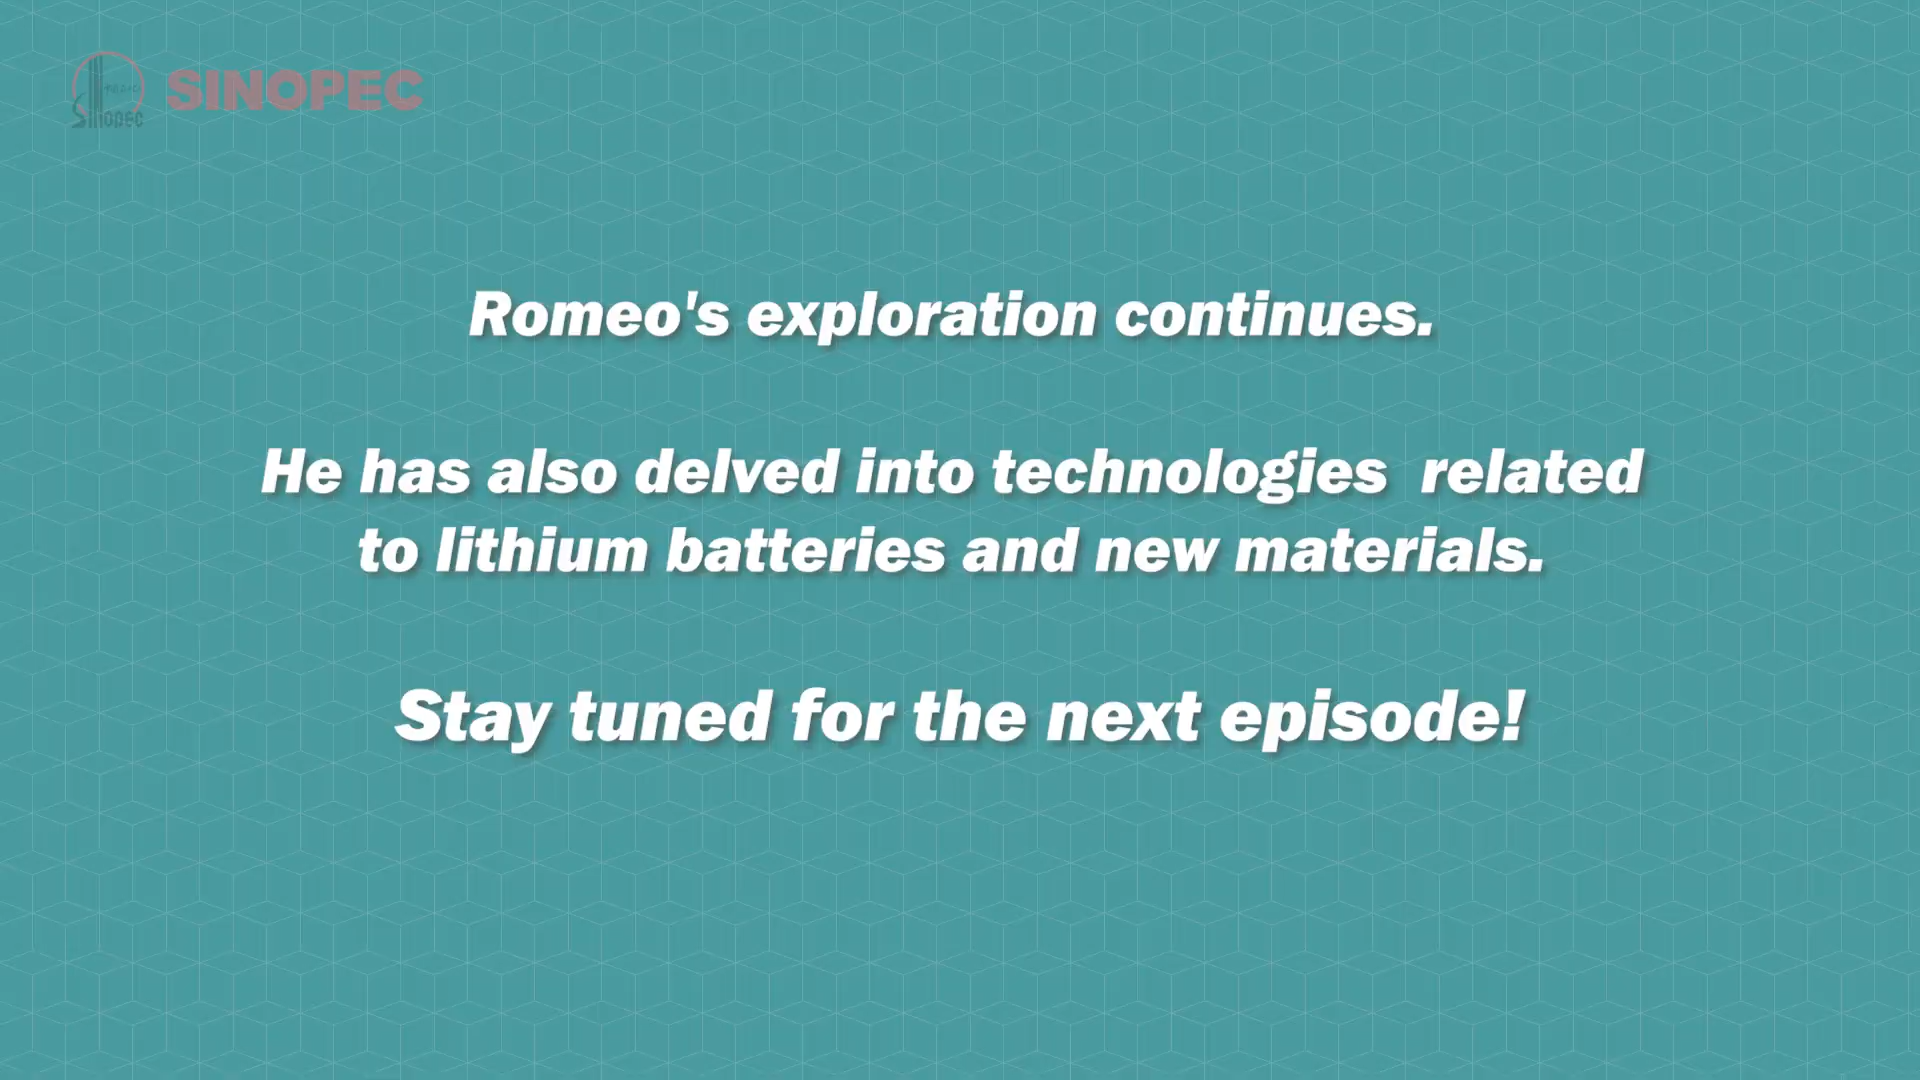 SINOPEC
Sinopec
Romeo's exploration continues.
He has also delved into technologies  related
to lithium batteries and new materials.
Stay tuned for the next episode!